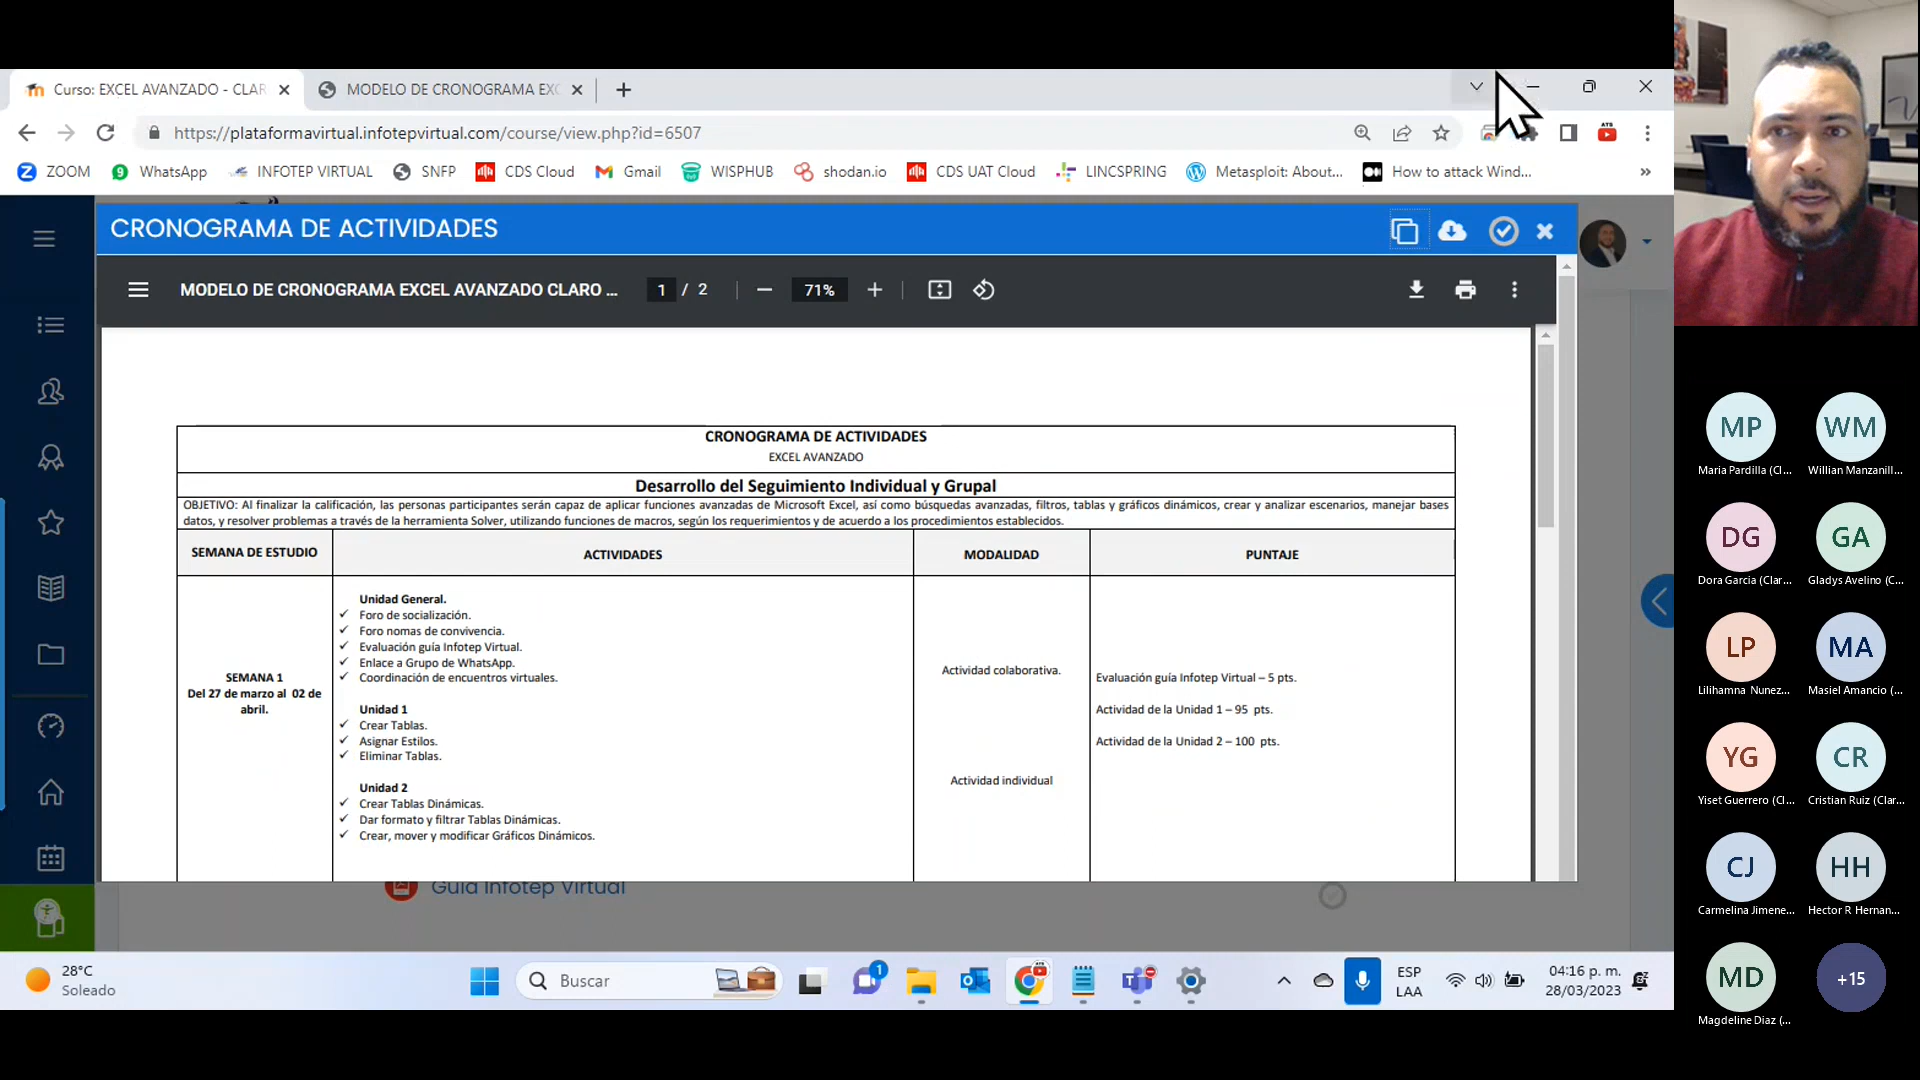 Curso: EXCEL AVANZADO - CLAR
MODELO DE CRONOGRAMA EXC
https://plataformavirtual.infotepvirtual.com/course/view.php?id=6507
ZOOM
9
WhatsApp
INFOTEP VIRTUAL
SNFP
CDS Cloud
Gmail
WISPHUB
shodan.io
CDS UAT Cloud
LINCSPRING
Metasploit: About...
How to attack Wind...
CRONOGRAMA DE ACTIVIDADES
MODELO DE CRONOGRAMA EXCEL AVANZADO CLARO ...
1 / 2
71%
CRONOGRAMA DE ACTIVIDADES
EXCEL AVANZADO
Desarrollo del Seguimiento Individual y Grupal
OBJETIVO: Al finalizar la calificación, las personas participantes serán capaz de aplicar funciones avanzadas de Microsoft Excel, así como búsquedas avanzadas, filtros, tablas y gráficos dinámicos, crear y analizar escenarios, manejar bases
datos, y resolver problemas a través de la herramienta Solver, utilizando funciones de macros, según los requerimientos y de acuerdo a los procedimientos establecidos.
SEMANA DE ESTUDIO
ACTIVIDADES
MODALIDAD
PUNTAJE
SEMANA 1
Del 27 de marzo al 02 de
abril.
Unidad General.
✓ Foro de socialización.
✓ Foro nomas de convivencia.
✓ Evaluación guía Infotep Virtual.
✓ Enlace a Grupo de WhatsApp.
✓ Coordinación de encuentros virtuales.
Unidad 1
✓ Crear Tablas.
✓ Asignar Estilos.
✓ Eliminar Tablas.
Unidad 2
✓ Crear Tablas Dinámicas.
✓ Dar formato y filtrar Tablas Dinámicas.
✓ Crear, mover y modificar Gráficos Dinámicos.
Actividad colaborativa.
Actividad individual
Evaluación guía Infotep Virtual – 5 pts.
Actividad de la Unidad 1 – 95 pts.
Actividad de la Unidad 2 – 100 pts.
Guía Infotep Virtual
28°C
Soleado
Buscar
1
ESP
LAA
04:16 p. m.
28/03/2023
MP
Maria Pardilla (Cl...
WM
Willian Manzanill...
DG
Dora Garcia (Clar...
GA
Gladys Avelino (C...
LP
Lilihamna Nunez...
MA
Masiel Amancio (...
YG
Yiset Guerrero (Cl...
CR
Cristian Ruiz (Clar...
CJ
Carmelina Jimene...
HH
Hector R Hernan...
MD
Magdeline Diaz (...
+15